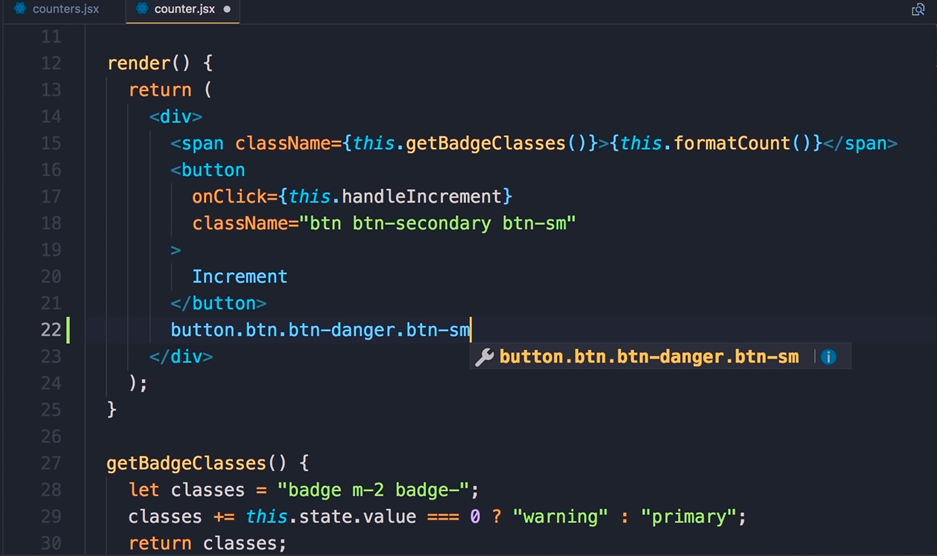 counters.jsx counter.jsx
11
12 render() {
13 return (
14 <div>
15 <span className={this.getBadgeClasses()}>{this.formatCount()}</span>
16 <button
17 onClick={this.handleIncrement}
18 className="btn btn-secondary btn-sm"
19 >
20 Increment
21 </button>
22 button.btn.btn-danger.btn-sm
23 </div>
button.btn.btn-danger.btn-sm
24 );
25 }
26
27 getBadgeClasses() {
28 let classes = "badge m-2 badge-";
29 classes += this.state.value === 0 ? "warning" : "primary";
30 return classes;